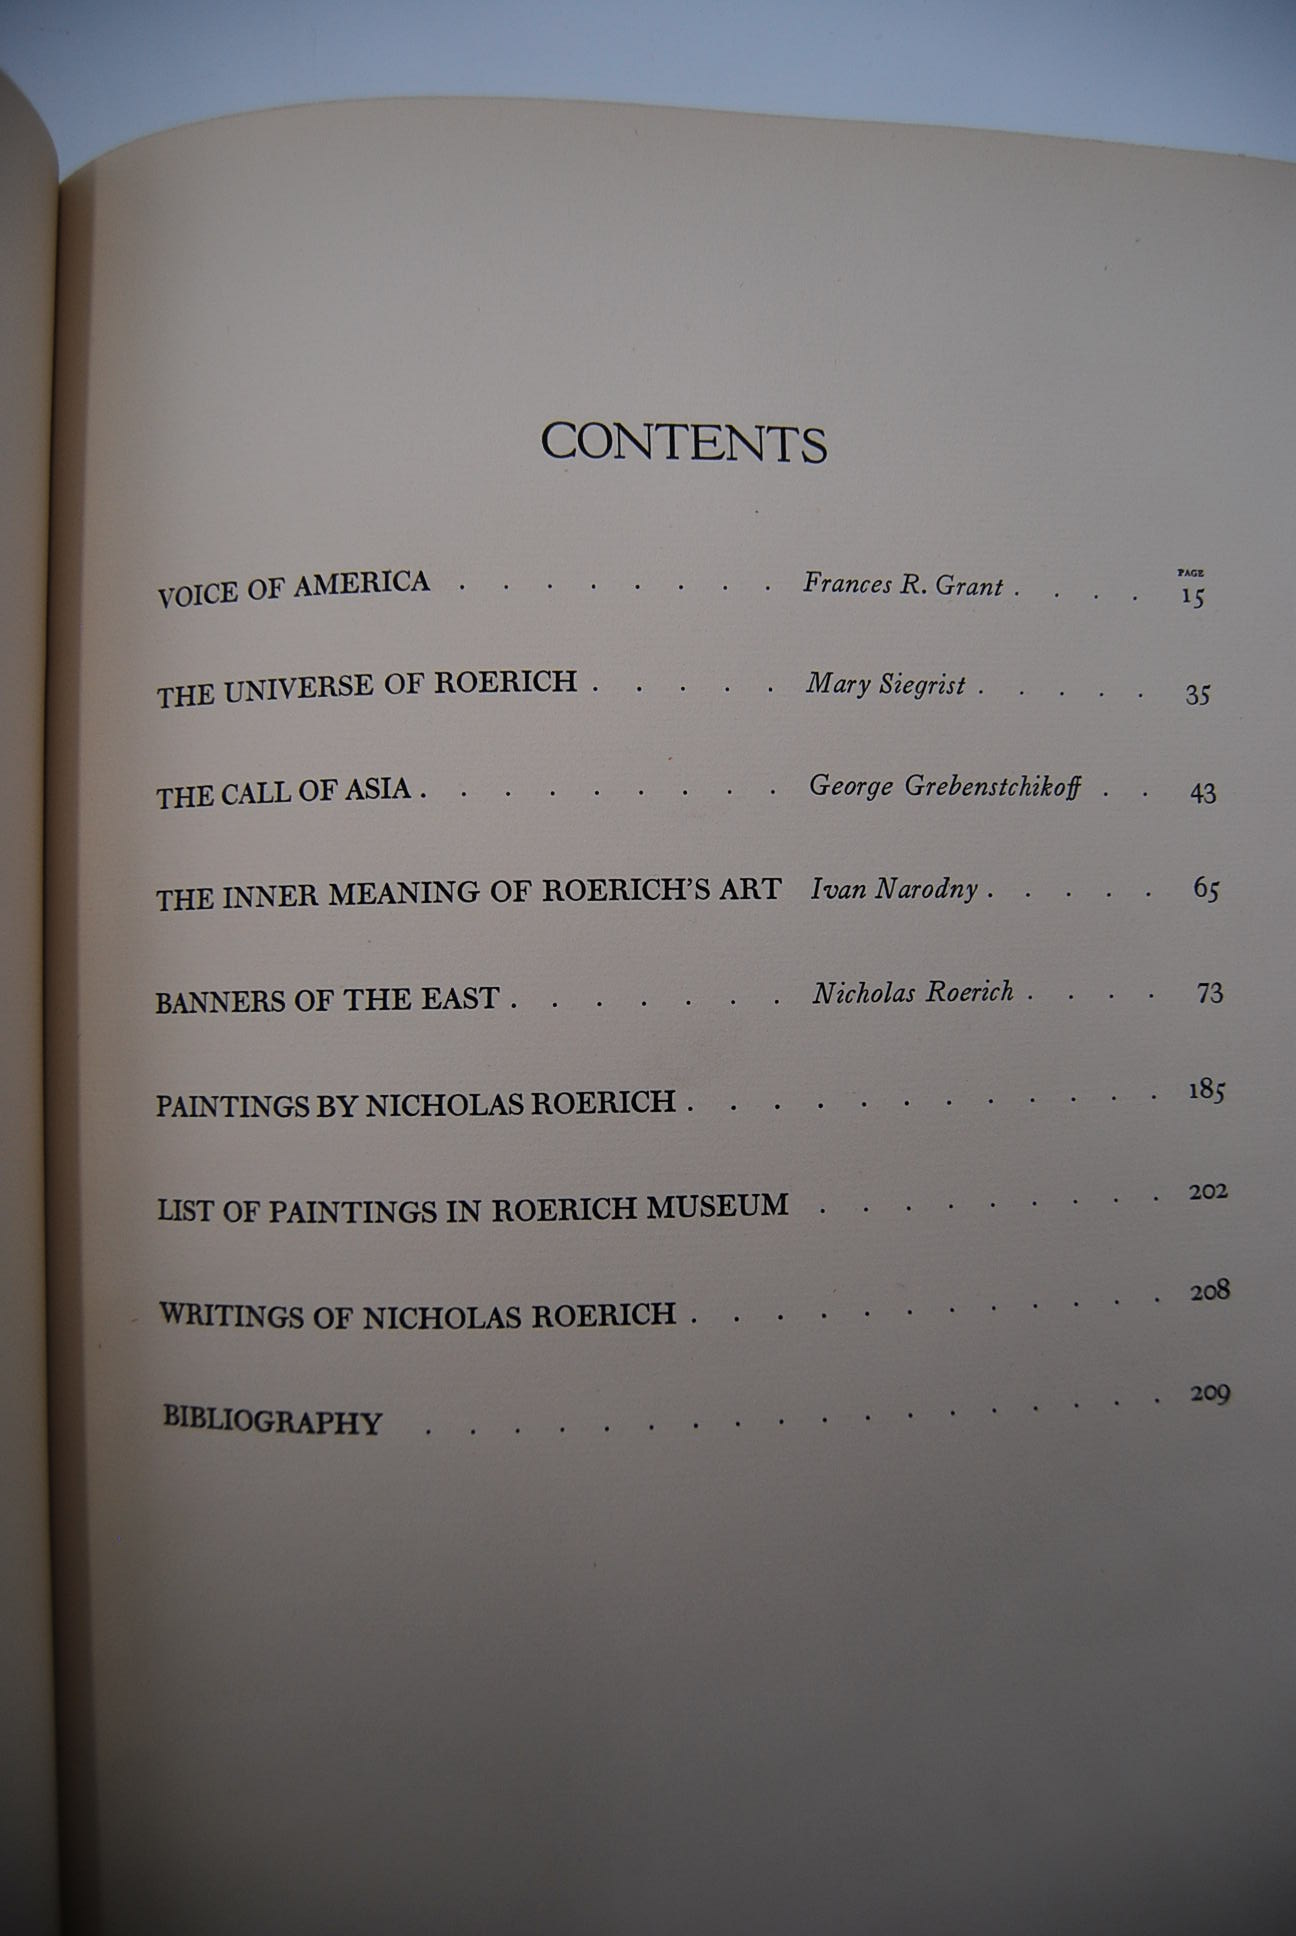 CONTENTS
PAGE
VOICE OF AMERICA . . . . . . . . Frances R. Grant . . . . 15
THE UNIVERSE OF ROERICH . . . . . Mary Siegrist . . . . . 35
THE CALL OF ASIA . . . . . . . . . George Grebenstchikoff . . 43
THE INNER MEANING OF ROERICH'S ART Ivan Narodny . . . . . 65
BANNERS OF THE EAST . . . . . . . Nicholas Roerich . . . . 73
PAINTINGS BY NICHOLAS ROERICH . . . . . . . . . . . . 185
LIST OF PAINTINGS IN ROERICH MUSEUM . . . . . . . . . 202
WRITINGS OF NICHOLAS ROERICH . . . . . . . . . . . . 208
BIBLIOGRAPHY . . . . . . . . . . . . . . . . . . 209